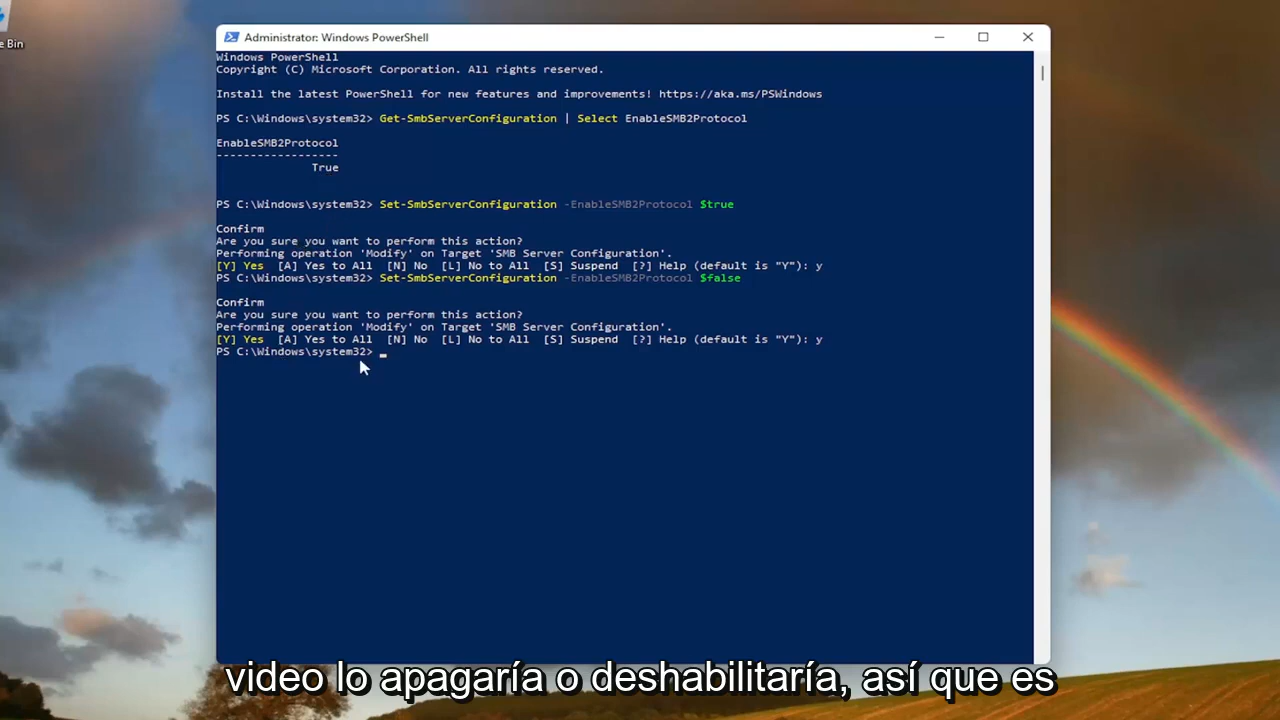 e Bin
Administrator: Windows PowerShell
Windows PowerShell
Copyright (C) Microsoft Corporation. All rights reserved.
Install the latest PowerShell for new features and improvements! https://aka.ms/PSWindows
PS C:\Windows\system32> Get-SmbServerConfiguration | Select EnableSMB2Protocol
EnableSMB2Protocol
------------------
True
PS C:\Windows\system32> Set-SmbServerConfiguration -EnableSMB2Protocol $true
Confirm
Are you sure you want to perform this action?
Performing operation 'Modify' on Target 'SMB Server Configuration'.
[Y] Yes  [A] Yes to All  [N] No  [L] No to All  [S] Suspend  [?] Help (default is "Y"): y
PS C:\Windows\system32> Set-SmbServerConfiguration -EnableSMB2Protocol $false
Confirm
Are you sure you want to perform this action?
Performing operation 'Modify' on Target 'SMB Server Configuration'.
[Y] Yes  [A] Yes to All  [N] No  [L] No to All  [S] Suspend  [?] Help (default is "Y"): y
PS C:\Windows\system32>
video lo apagaría o deshabilitaría, así que es